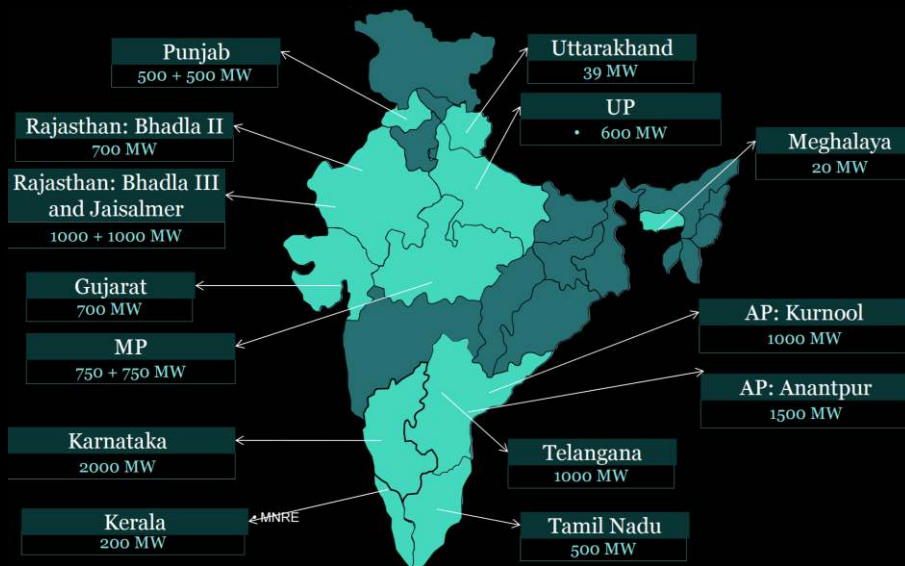 Punjab
500 + 500 MW
Uttarakhand
39 MW
UP
• 600 MW
Rajasthan: Bhadla II
700 MW
Meghalaya
20 MW
Rajasthan: Bhadla III
and Jaisalmer
1000 + 1000 MW
Gujarat
700 MW
AP: Kurnool
1000 MW
MP
750 + 750 MW
AP: Anantpur
1500 MW
Karnataka
2000 MW
Telangana
1000 MW
Kerala
200 MW
• MNRE
Tamil Nadu
500 MW